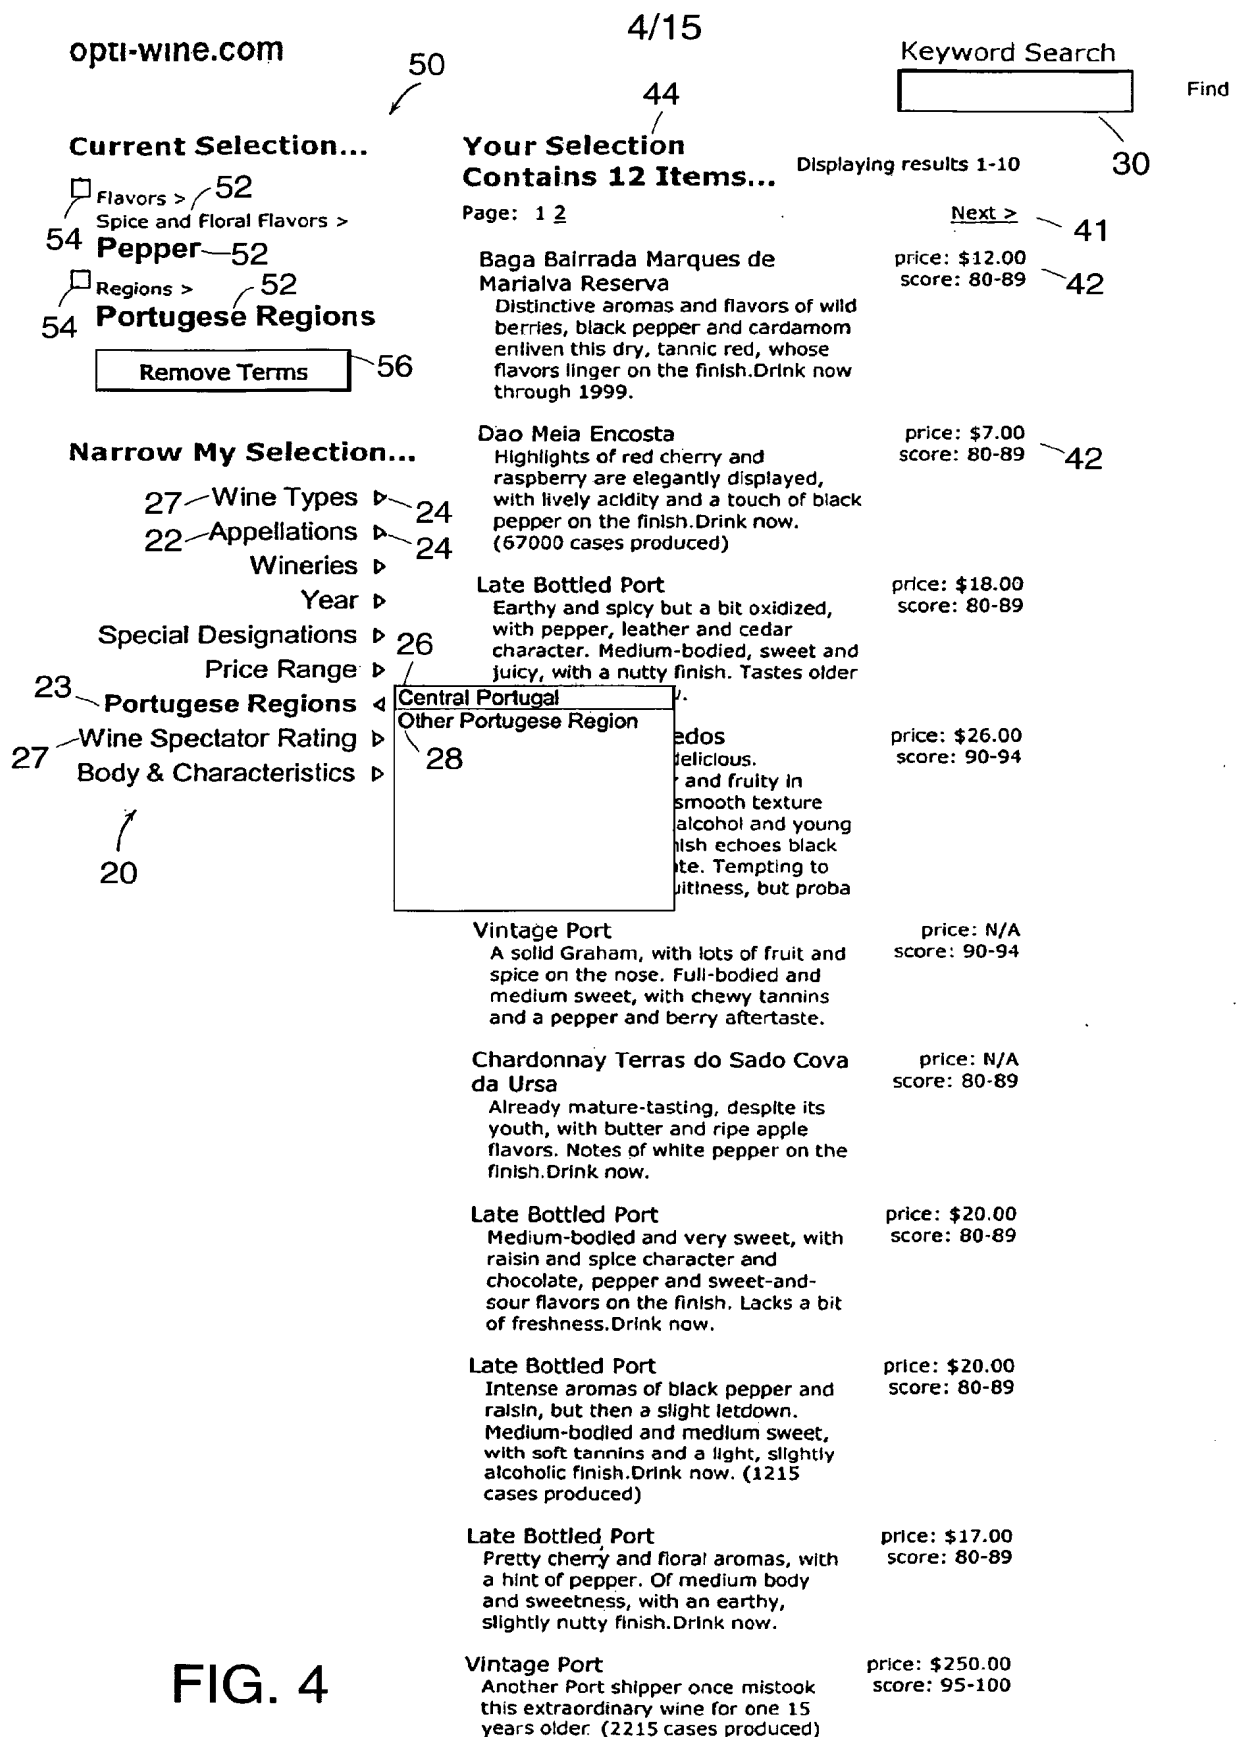 4/15
opti-wine.com
Keyword Search
Find
30
50
Current Selection...
Flavors >
52
Spice and Floral Flavors >
54
Pepper
52
Regions >
52
54
Portugese Regions
Remove Terms
56
Narrow My Selection...
27
Wine Types
24
22
Appellations
24
Wineries
Year
Special Designations
Price Range
23
Portugese Regions
27
Wine Spectator Rating
Body & Characteristics
20
26
Central Portugal
Other Portugese Region
28
44
Your Selection
Contains 12 Items...
Displaying results 1-10
Page: 1 2
Next >
41
Baga Bairrada Marques de
Marialva Reserva
price: $12.00
score: 80-89
42
Distinctive aromas and flavors of wild
berries, black pepper and cardamom
enliven this dry, tannic red, whose
flavors linger on the finish.Drink now
through 1999.
Dao Meia Encosta
price: $7.00
score: 80-89
42
Highlights of red cherry and
raspberry are elegantly displayed,
with lively acidity and a touch of black
pepper on the finish.Drink now.
(67000 cases produced)
Late Bottled Port
price: $18.00
score: 80-89
Earthy and spicy but a bit oxidized,
with pepper, leather and cedar
character. Medium-bodied, sweet and
juicy, with a nutty finish. Tastes older
edos
price: $26.00
score: 90-94
elicious.
and fruity in
smooth texture
alcohol and young
ish echoes black
te. Tempting to
uitiness, but proba
Vintage Port
price: N/A
score: 90-94
A solid Graham, with lots of fruit and
spice on the nose. Full-bodied and
medium sweet, with chewy tannins
and a pepper and berry aftertaste.
Chardonnay Terras do Sado Cova
da Ursa
price: N/A
score: 80-89
Already mature-tasting, despite its
youth, with butter and ripe apple
flavors. Notes of white pepper on the
finish.Drink now.
Late Bottled Port
price: $20.00
score: 80-89
Medium-bodied and very sweet, with
raisin and spice character and
chocolate, pepper and sweet-and-
sour flavors on the finish. Lacks a bit
of freshness.Drink now.
Late Bottled Port
price: $20.00
score: 80-89
Intense aromas of black pepper and
raisin, but then a slight letdown.
Medium-bodied and medium sweet,
with soft tannins and a light, slightly
alcoholic finish.Drink now. (1215
cases produced)
Late Bottled Port
price: $17.00
score: 80-89
Pretty cherry and floral aromas, with
a hint of pepper. Of medium body
and sweetness, with an earthy,
slightly nutty finish.Drink now.
Vintage Port
price: $250.00
score: 95-100
Another Port shipper once mistook
this extraordinary wine for one 15
years older. (2215 cases produced)
FIG. 4